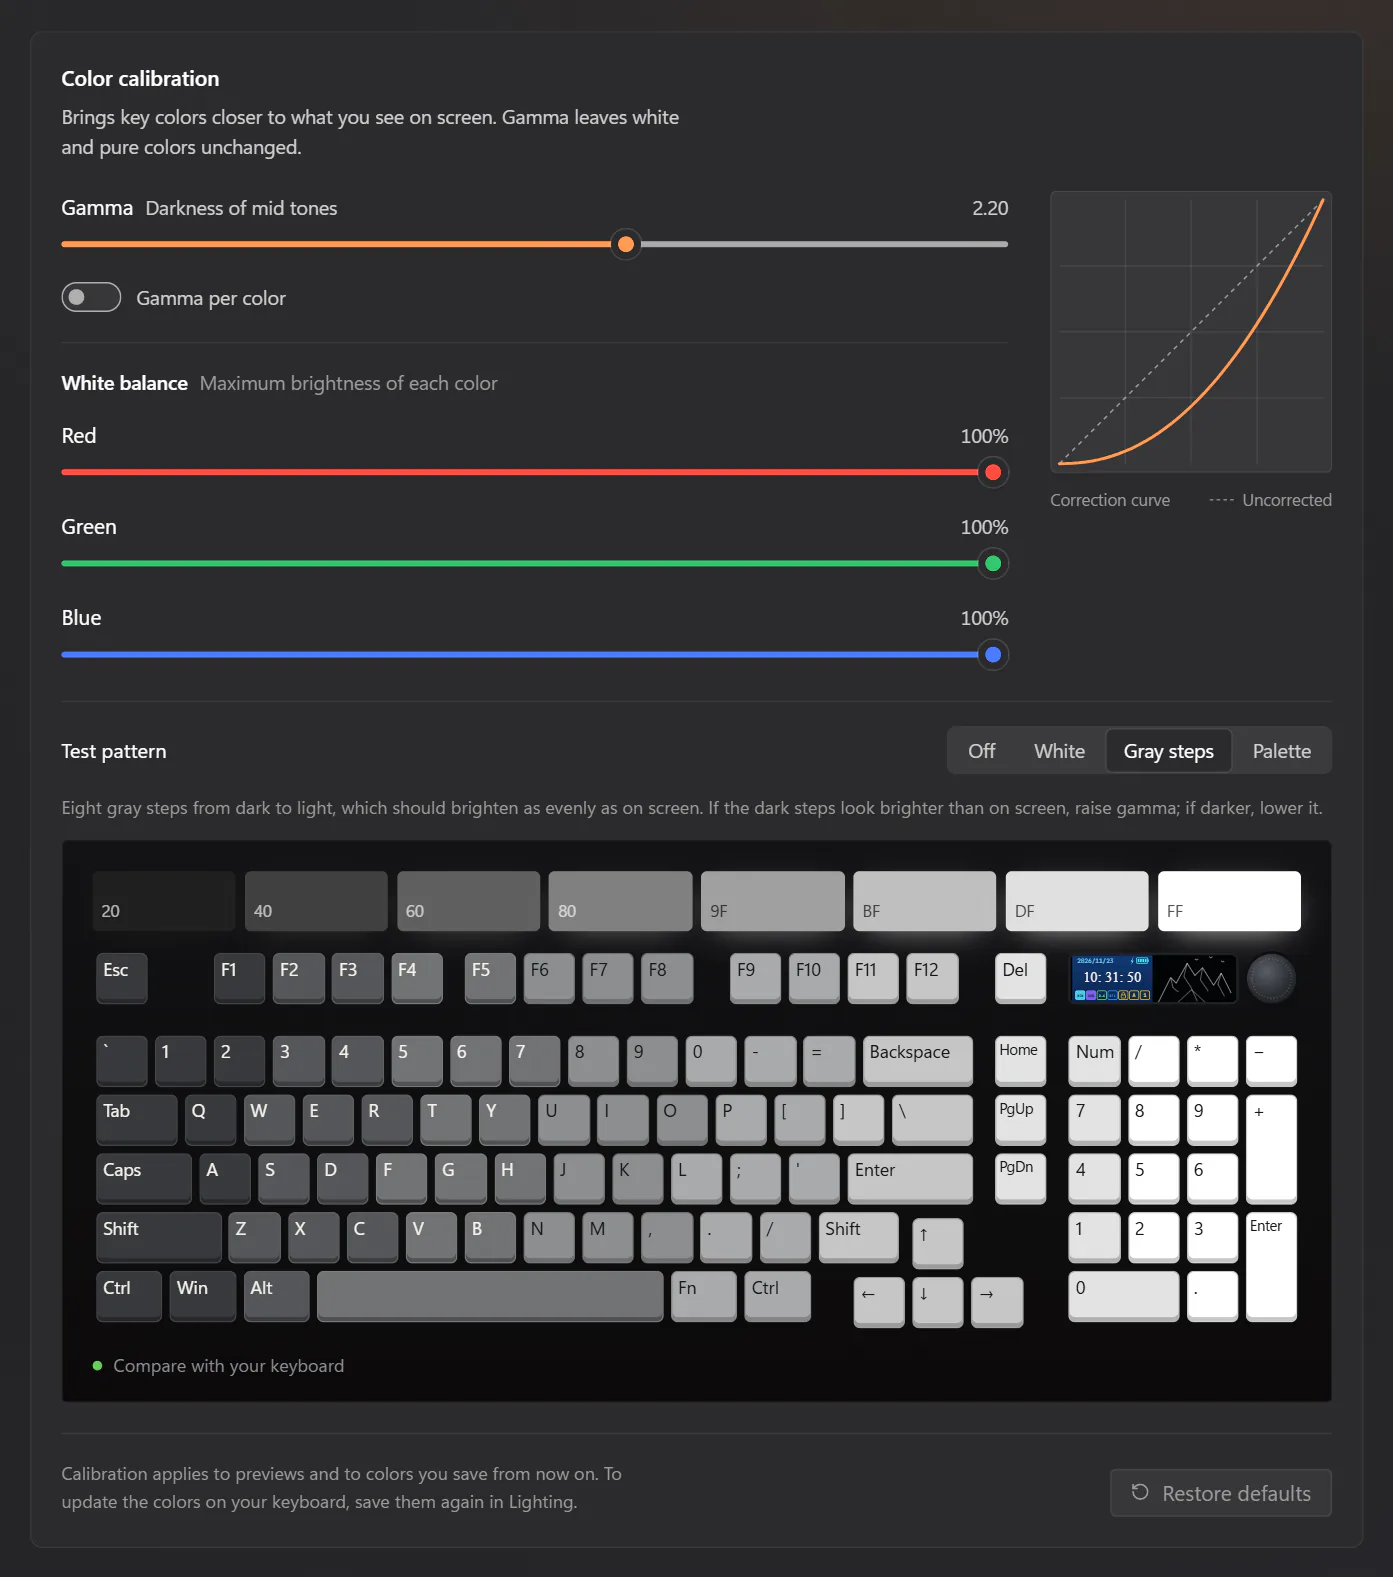 Color calibration
Brings key colors closer to what you see on screen. Gamma leaves white
and pure colors unchanged.
Gamma Darkness of mid tones 2.20
Gamma per color
White balance Maximum brightness of each color
Red 100%
Green 100%
Blue 100%
Correction curve ---- Uncorrected
Test pattern Off White Gray steps Palette
Eight gray steps from dark to light, which should brighten as evenly as on screen. If the dark steps look brighter than on screen, raise gamma; if darker, lower it.
20 40 60 80 9F BF DF FF
Esc F1 F2 F3 F4 F5 F6 F7 F8 F9 F10 F11 F12 Del
2026/11/23
10: 31: 50
` 1 2 3 4 5 6 7 8 9 0 - = Backspace Home Num / * −
Tab Q W E R T Y U I O P [ ] \ PgUp 7 8 9 +
Caps A S D F G H J K L ; ' Enter PgDn 4 5 6
Shift Z X C V B N M , . / Shift ↑ 1 2 3 Enter
Ctrl Win Alt Fn Ctrl ← ↓ → 0 .
Compare with your keyboard
Calibration applies to previews and to colors you save from now on. To
update the colors on your keyboard, save them again in Lighting.
Restore defaults